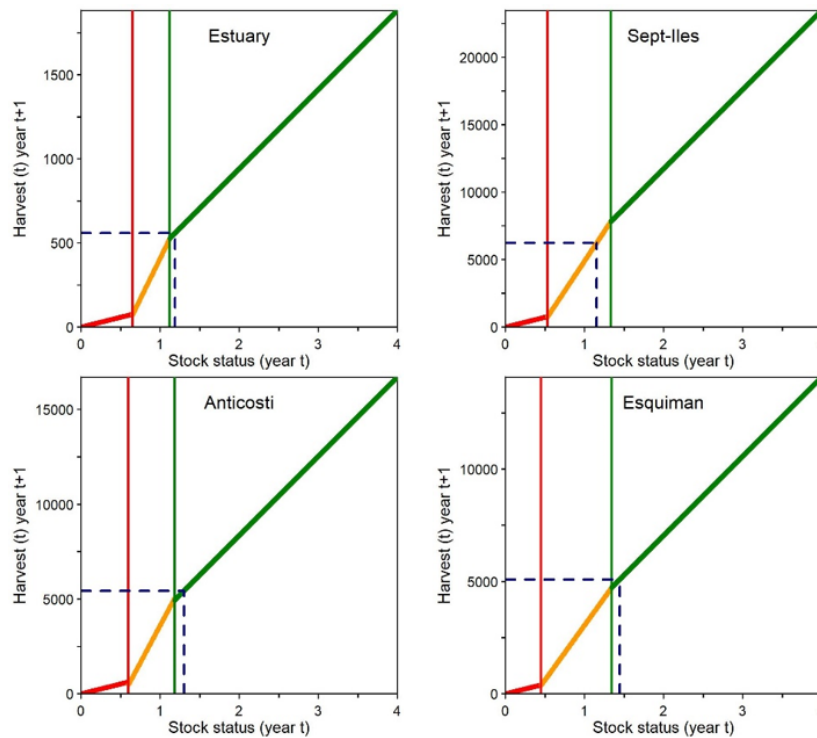 Estuary
Harvest (t) year t+1
1500
1000
500
0
0 1 2 3 4
Stock status (year t)
Sept-Iles
Harvest (t) year t+1
20000
15000
10000
5000
0
0 1 2 3
Stock status (year t)
Anticosti
Harvest (t) year t+1
15000
10000
5000
0
0 1 2 3 4
Stock status (year t)
Esquiman
Harvest (t) year t+1
10000
5000
0
0 1 2 3
Stock status (year t)